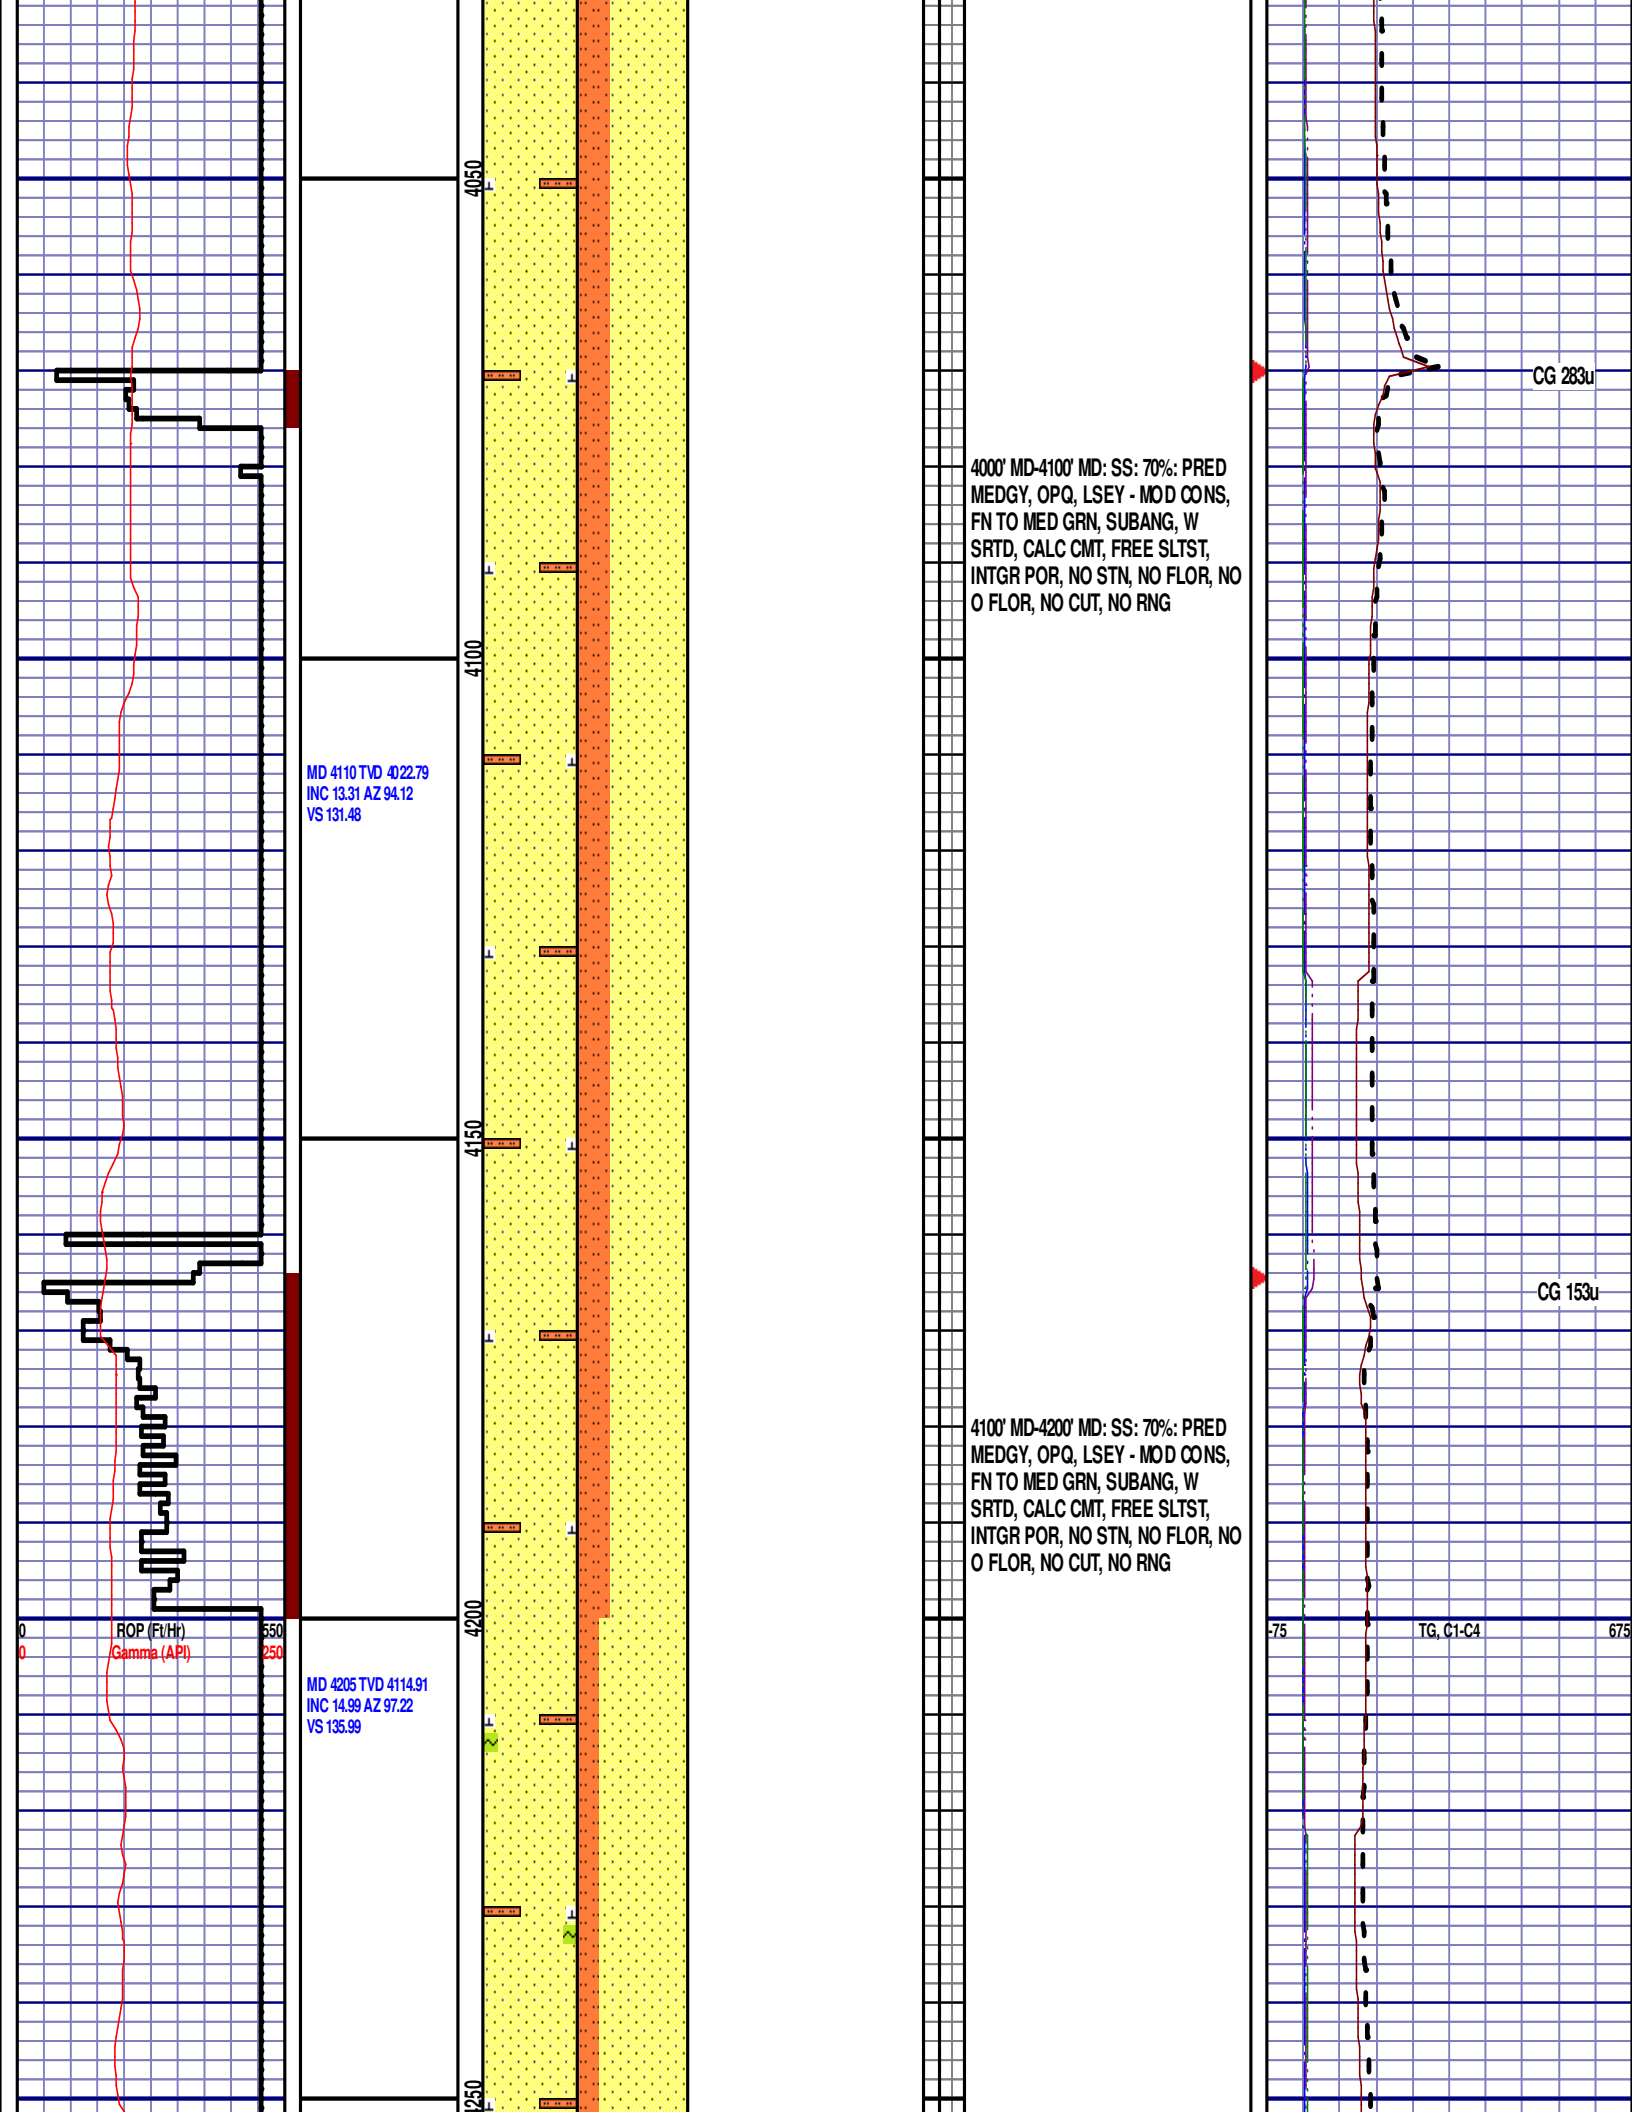 4050
CG 283u
4000' MD-4100' MD: SS: 70%: PRED
MEDGY, OPQ, LSEY - MOD CONS,
FN TO MED GRN, SUBANG, W
SRTD, CALC CMT, FREE SLTST,
INTGR POR, NO STN, NO FLOR, NO
O FLOR, NO CUT, NO RNG
4100
MD 4110 TVD 4022.79
INC 13.31 AZ 94.12
VS 131.48
4150
CG 153u
4100' MD-4200' MD: SS: 70%: PRED
MEDGY, OPQ, LSEY - MOD CONS,
FN TO MED GRN, SUBANG, W
SRTD, CALC CMT, FREE SLTST,
INTGR POR, NO STN, NO FLOR, NO
O FLOR, NO CUT, NO RNG
4200
0 ROP (Ft/Hr) 550
0 Gamma (API) 250
-75 TG, C1-C4 675
MD 4205 TVD 4114.91
INC 14.99 AZ 97.22
VS 135.99
4250